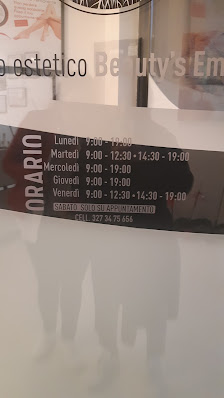 o estetico Beauty's Em
ORARIO
Lunedì 9:00 - 19:00
Martedì 9:00 - 12:30 • 14:30 - 19:00
Mercoledì 9:00 - 19:00
Giovedì 9:00 - 19:00
Venerdì 9:00 - 12:30 • 14:30 - 19:00
SABATO SOLO SU APPUNTAMENTO
CELL. 327 34 75 656